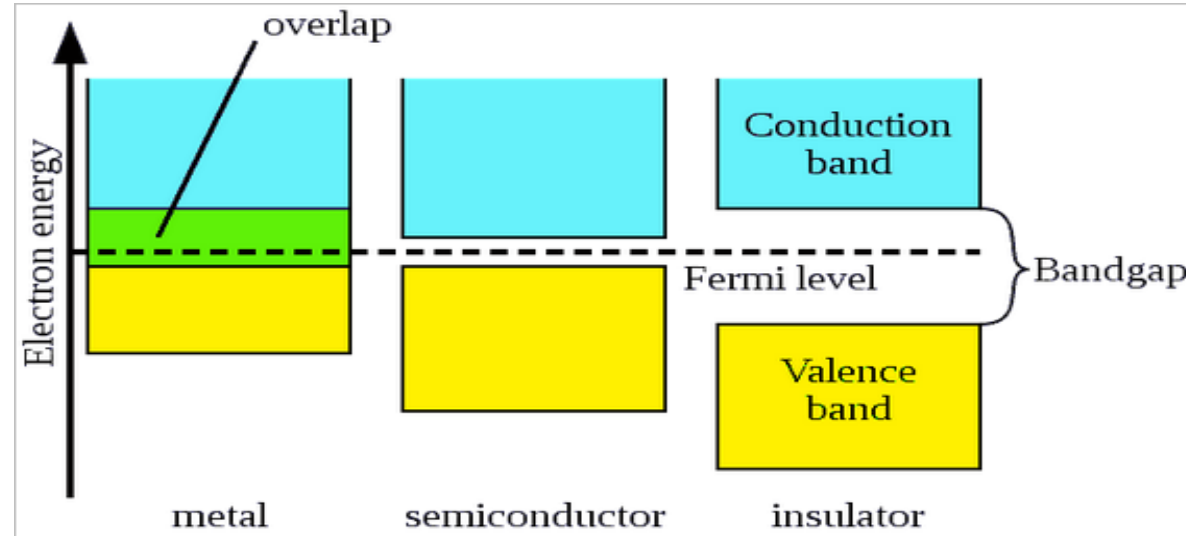 overlap
Electron energy
Conduction
band
Fermi level
Bandgap
Valence
band
metal
semiconductor
insulator